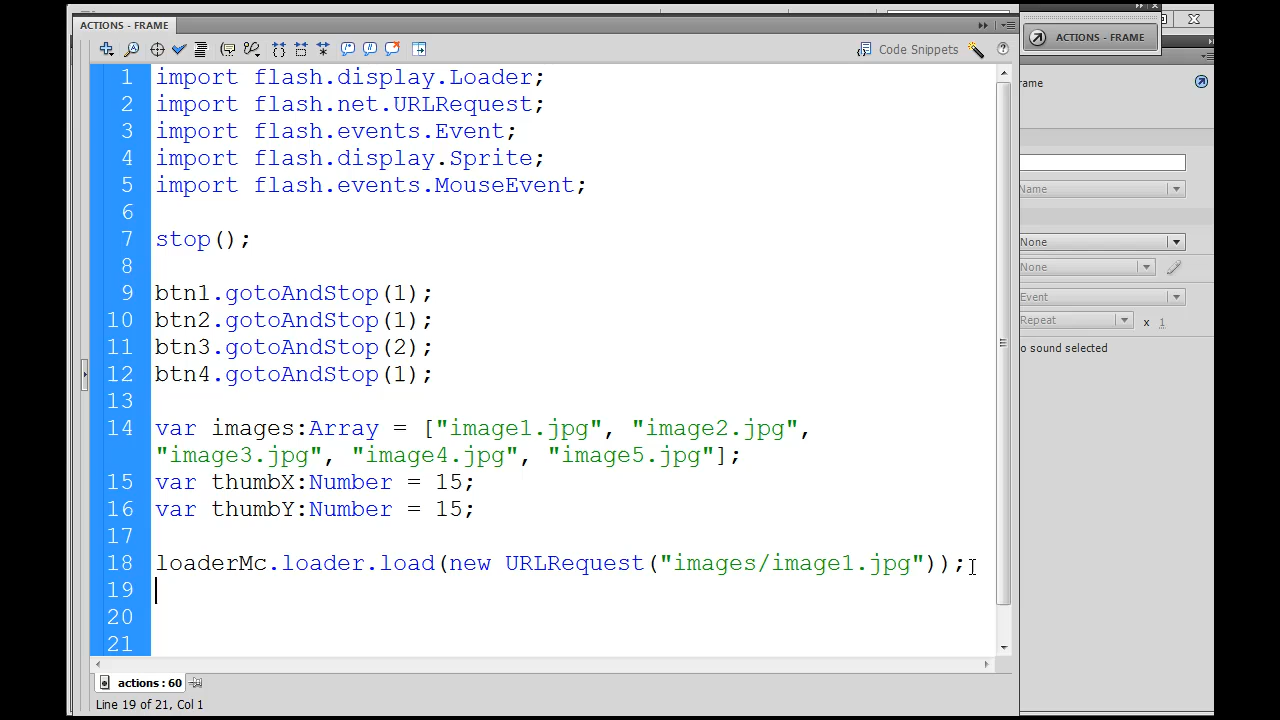 ACTIONS - FRAME
ACTIONS - FRAME
Code Snippets
1 import flash.display.Loader;
2 import flash.net.URLRequest;
3 import flash.events.Event;
4 import flash.display.Sprite;
5 import flash.events.MouseEvent;
6
7 stop();
8
9 btn1.gotoAndStop(1);
10 btn2.gotoAndStop(1);
11 btn3.gotoAndStop(2);
12 btn4.gotoAndStop(1);
13
14 var images:Array = ["image1.jpg", "image2.jpg",
"image3.jpg", "image4.jpg", "image5.jpg"];
15 var thumbX:Number = 15;
16 var thumbY:Number = 15;
17
18 loaderMc.loader.load(new URLRequest("images/image1.jpg"));
19
20
21
actions : 60
Line 19 of 21, Col 1
rame
Name
None
None
Event
Repeat x 1
o sound selected